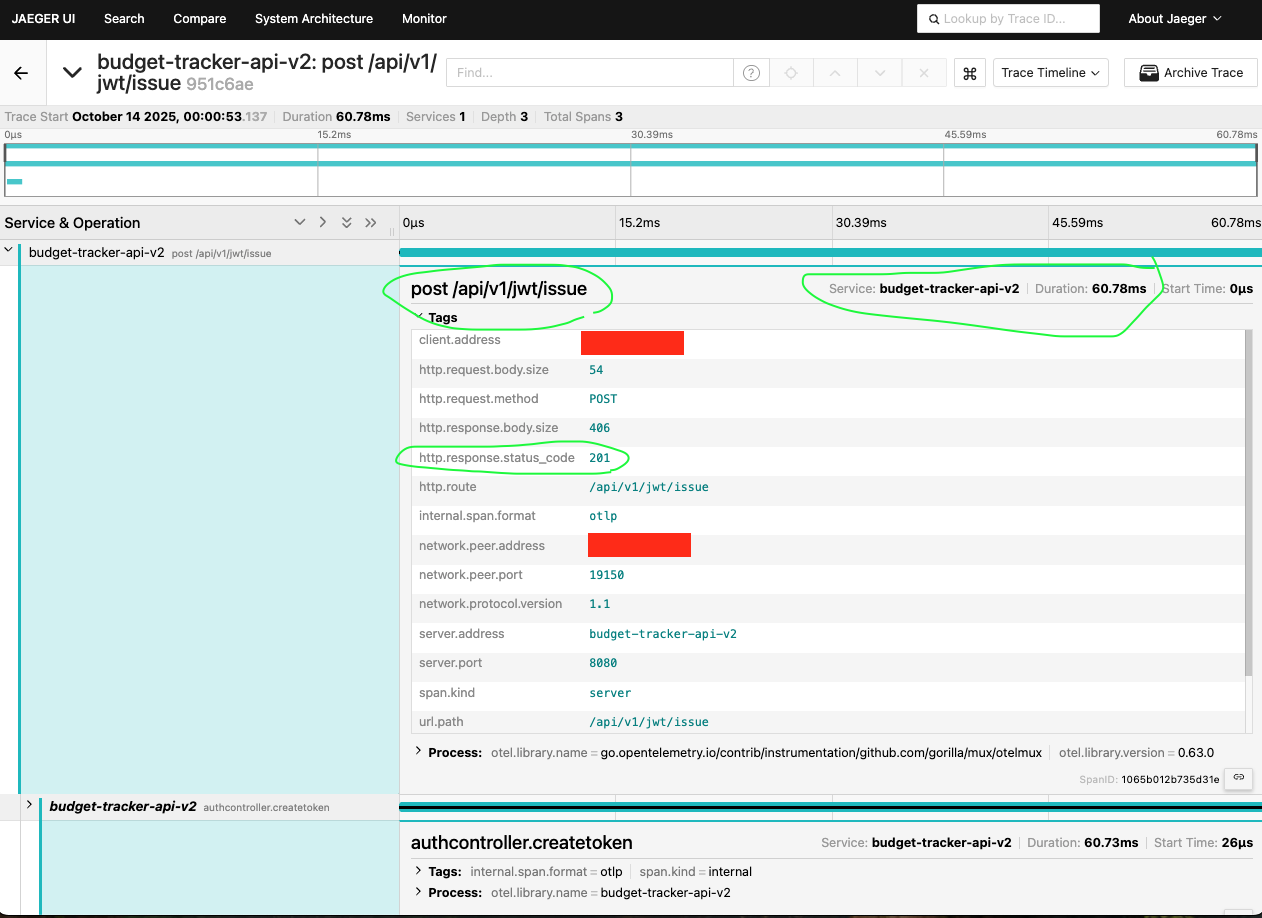 JAEGER UI Search Compare System Architecture Monitor Lookup by Trace ID... About Jaeger
budget-tracker-api-v2: post /api/v1/
jwt/issue 951c6ae
Find... ? ⌘ Trace Timeline Archive Trace
Trace Start October 14 2025, 00:00:53.137 Duration 60.78ms Services 1 Depth 3 Total Spans 3
0μs 15.2ms 30.39ms 45.59ms 60.78ms
Service & Operation 0μs 15.2ms 30.39ms 45.59ms 60.78ms
budget-tracker-api-v2 post /api/v1/jwt/issue
post /api/v1/jwt/issue Service: budget-tracker-api-v2 Duration: 60.78ms Start Time: 0μs
Tags
client.address
http.request.body.size 54
http.request.method POST
http.response.body.size 406
http.response.status_code 201
http.route /api/v1/jwt/issue
internal.span.format otlp
network.peer.address
network.peer.port 19150
network.protocol.version 1.1
server.address budget-tracker-api-v2
server.port 8080
span.kind server
url.path /api/v1/jwt/issue
Process: otel.library.name = go.opentelemetry.io/contrib/instrumentation/github.com/gorilla/mux/otelmux otel.library.version = 0.63.0
SpanID: 1065b012b735d31e
budget-tracker-api-v2 authcontroller.createtoken
authcontroller.createtoken Service: budget-tracker-api-v2 Duration: 60.73ms Start Time: 26μs
Tags: internal.span.format = otlp span.kind = internal
Process: otel.library.name = budget-tracker-api-v2